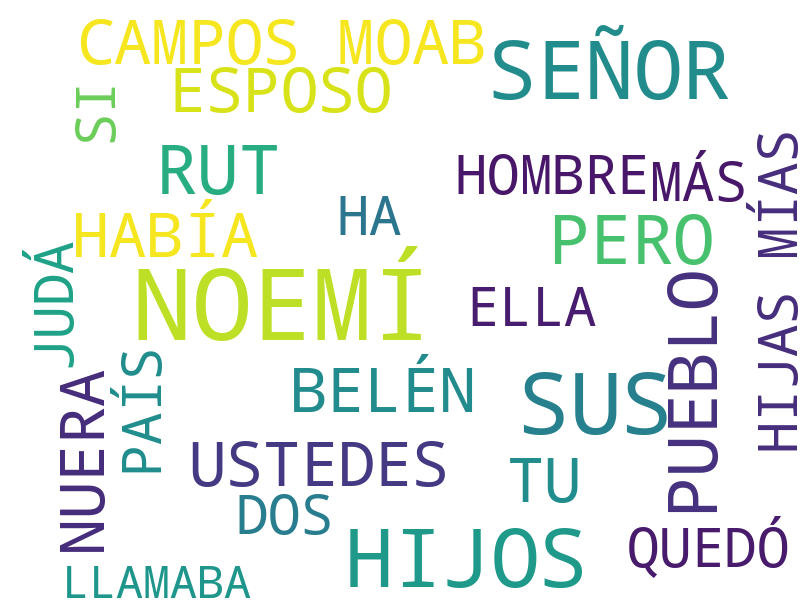 CAMPOS MOAB
SEÑOR
ESPOSO
SI
RUT
HOMBRE
MÁS
HIJAS MÍAS
HA
HABÍA
PERO
JUDÁ
NOEMÍ
ELLA
PUEBLO
PAÍS
BELÉN
SUS
NUERA
USTEDES
TU
DOS
HIJOS
QUEDÓ
LLAMABA